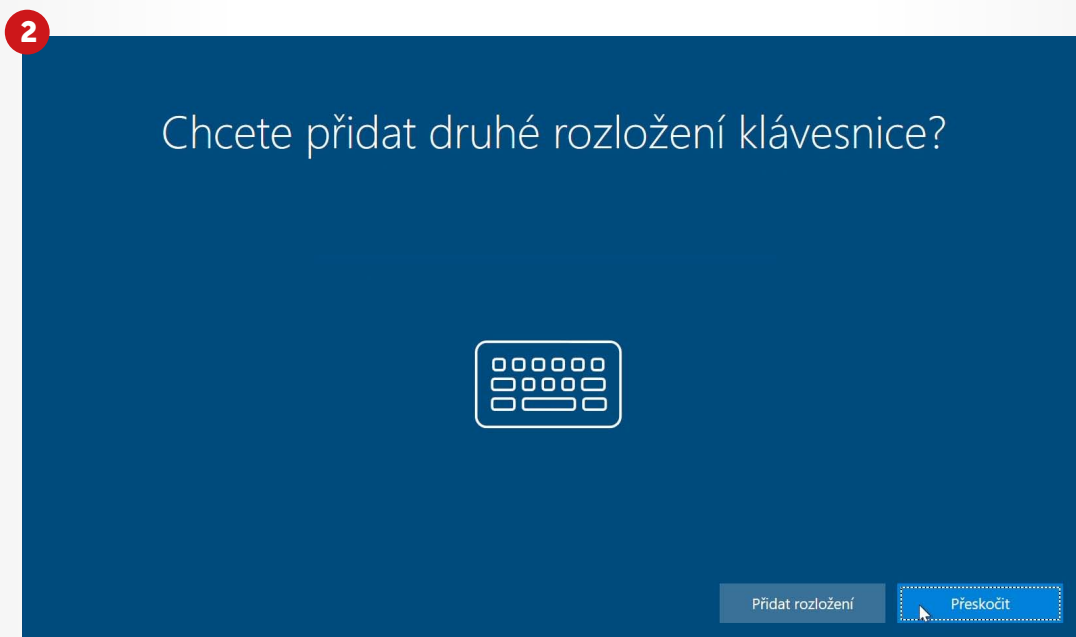 2
Chcete přidat druhé rozložení klávesnice?
Přidat rozložení
Přeskočit